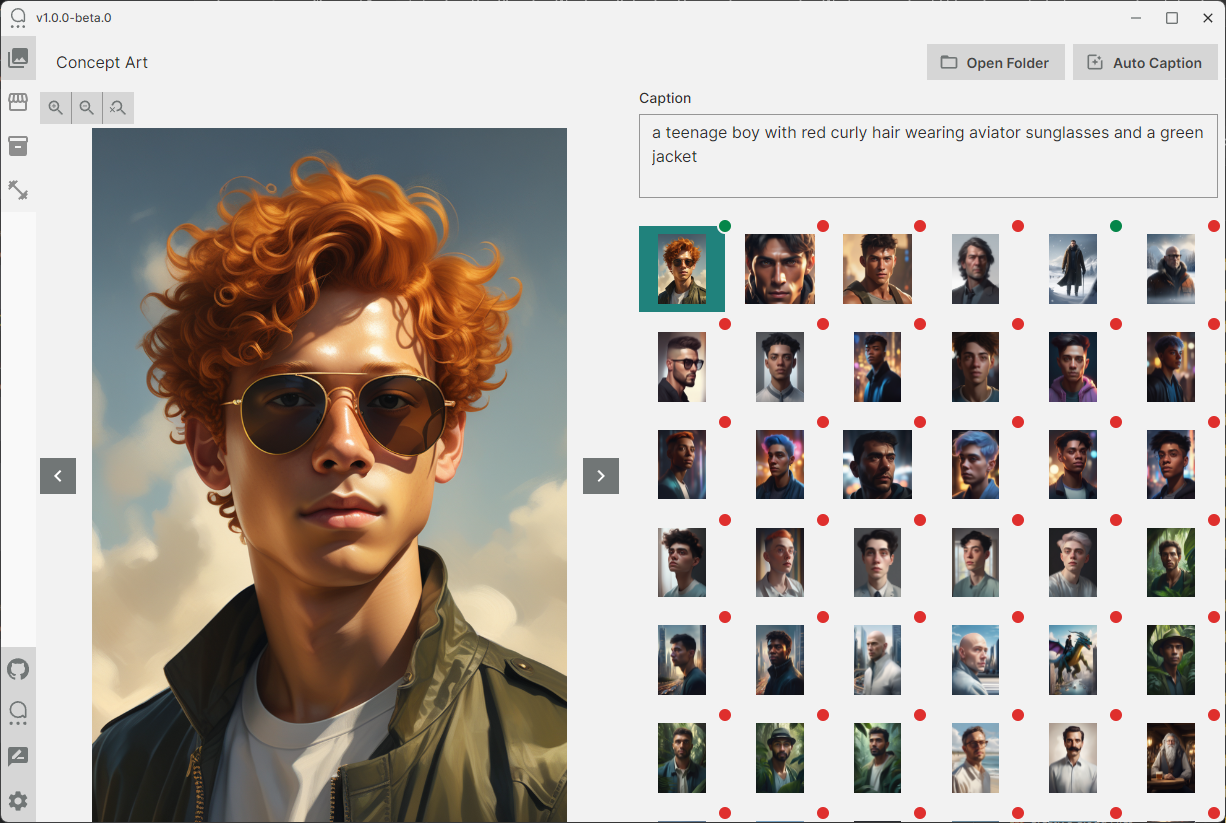 v1.0.0-beta.0
Concept Art
Open Folder
Auto Caption
Caption
a teenage boy with red curly hair wearing aviator sunglasses and a green
jacket